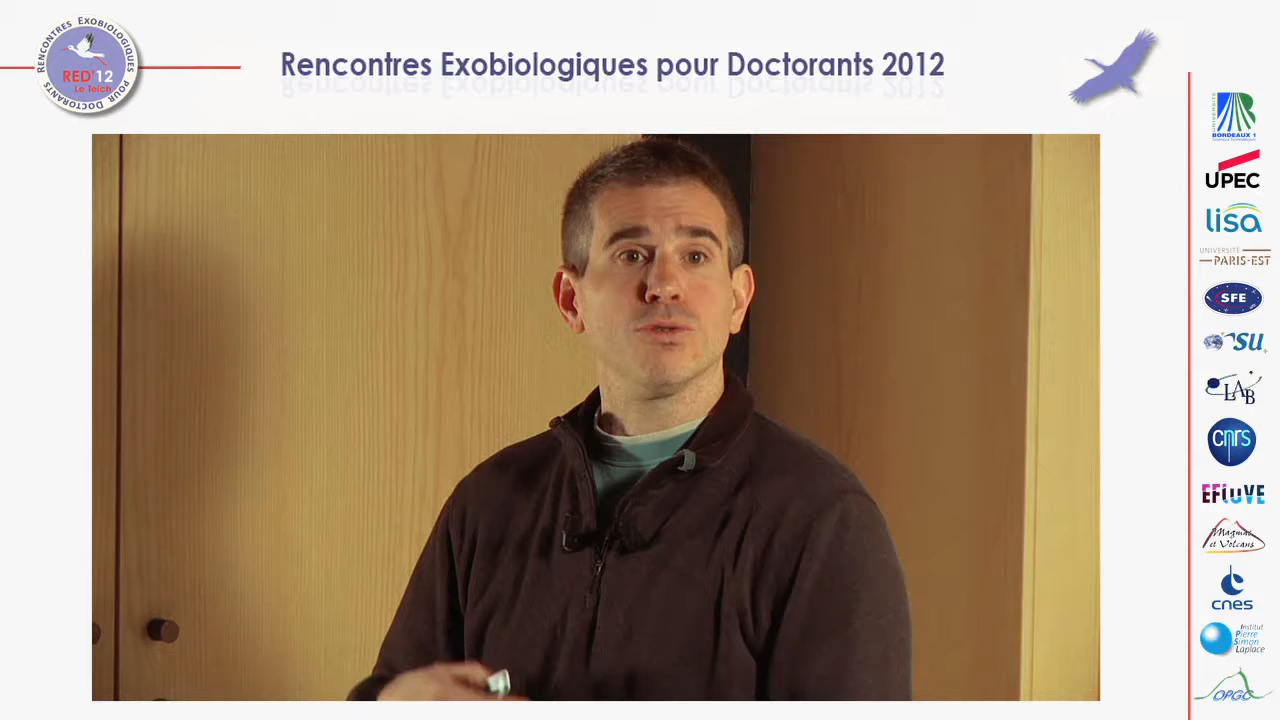 RENCONTRES EXOBIOLOGIQUES POUR DOCTORANTS
RED'12
Le Teich
Rencontres Exobiologiques pour Doctorants 2012
UNIVERSITÉ
BORDEAUX 1
UPEC
lisa
UNIVERSITÉ
PARIS-EST
SFE
SU
LAB
cnrs
EFLUVE
Magmas
et Volcans
cnes
Institut
Pierre
Simon
Laplace
OPGC